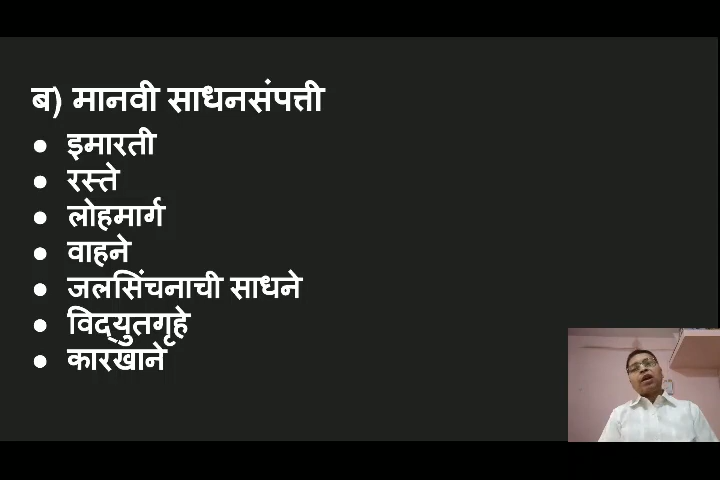 ब) मानवी साधनसंपत्ती
● इमारती
● रस्ते
● लोहमार्ग
● वाहने
● जलसिंचनाची साधने
● विद्युतगृहे
● कारखाने